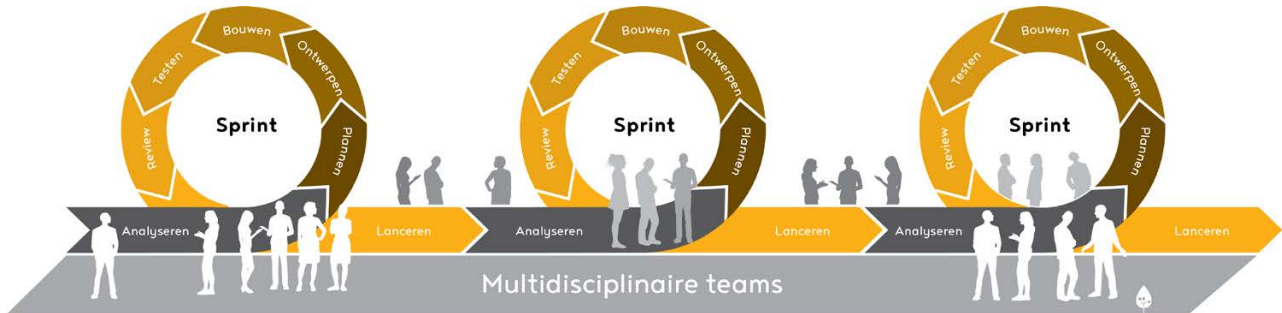 Bouwen
Ontwerpen
Plannen
Testen
Review
Sprint
Bouwen
Ontwerpen
Plannen
Testen
Review
Sprint
Bouwen
Ontwerpen
Plannen
Testen
Review
Sprint
Analyseren
Lanceren
Analyseren
Lanceren
Analyseren
Lanceren
Multidisciplinaire teams